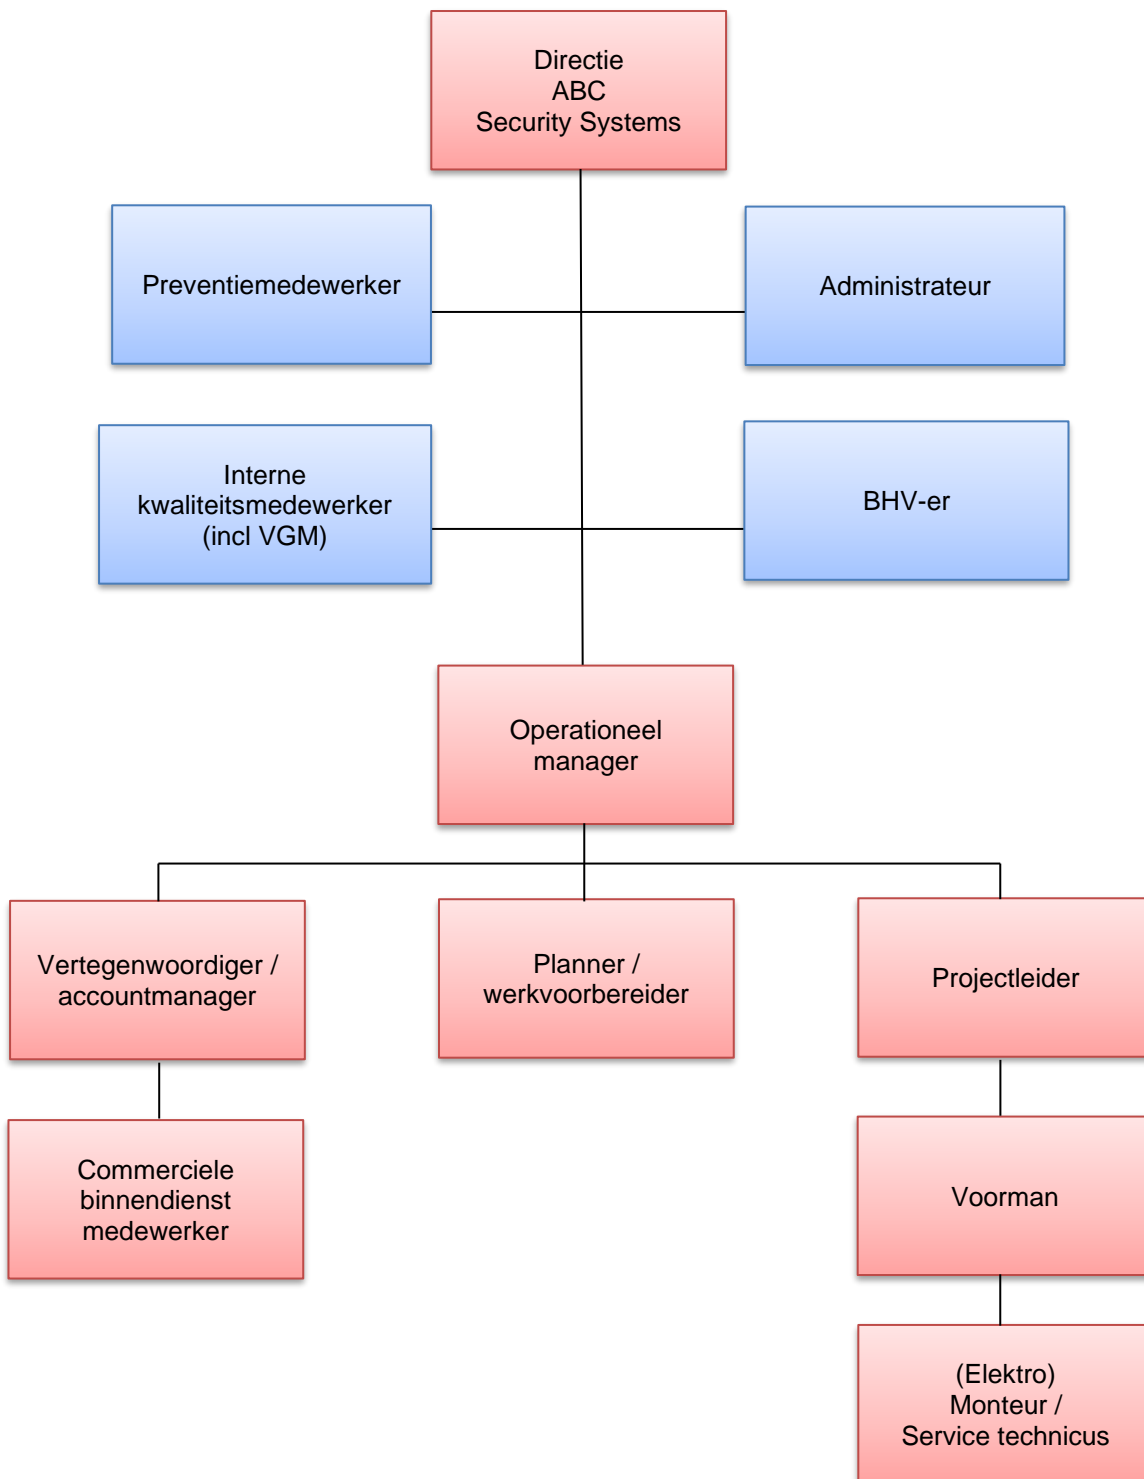 Directie
ABC
Security Systems
Preventiemedewerker
Administrateur
Interne
kwaliteitsmedewerker
(incl VGM)
BHV-er
Operationeel
manager
Vertegenwoordiger /
accountmanager
Planner /
werkvoorbereider
Projectleider
Commerciele
binnendienst
medewerker
Voorman
(Elektro)
Monteur /
Service technicus